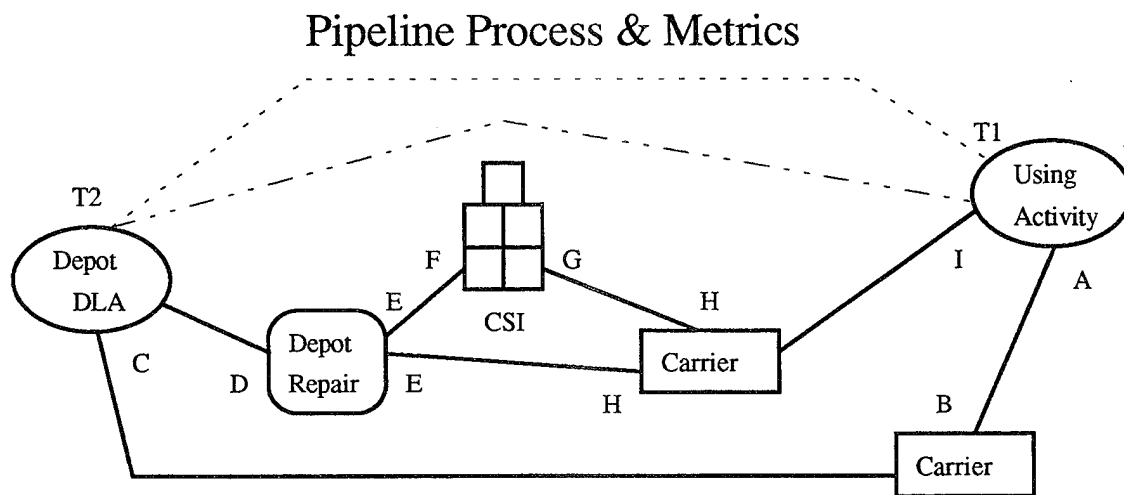 Pipeline Process & Metrics
T1
Using
Activity
T2
Depot
DLA
F
G
I
A
E
CSI
H
C
D
Depot
Repair
E
Carrier
H
B
Carrier